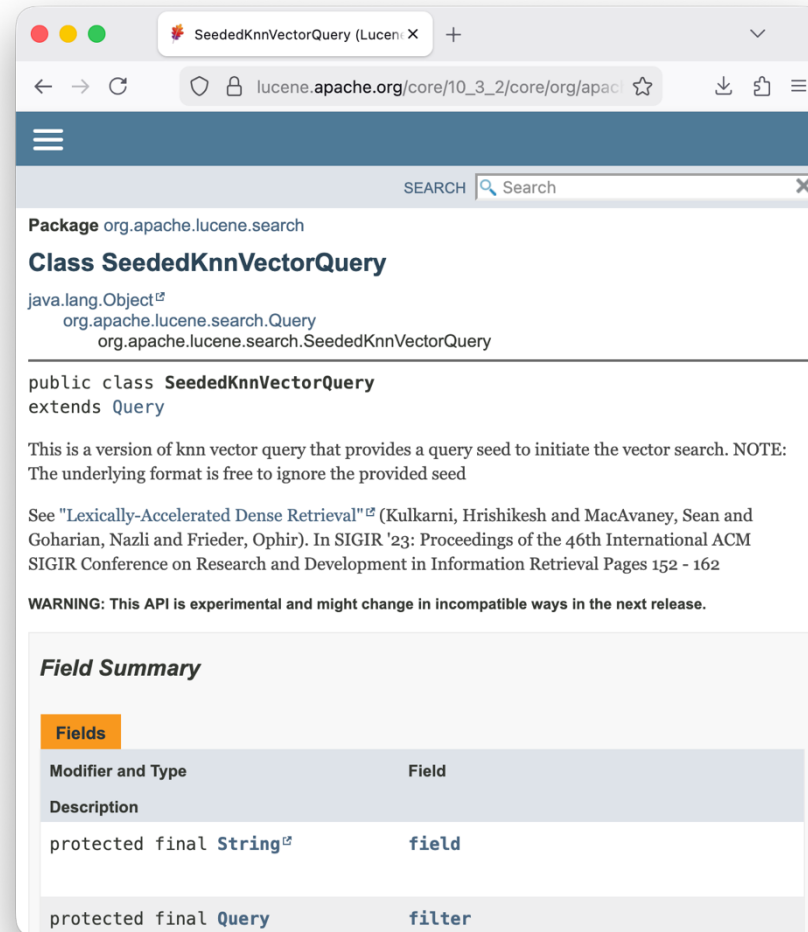 SeededKnnVectorQuery (Lucen
lucene.apache.org/core/10_3_2/core/org/apac
SEARCH Search
Package org.apache.lucene.search
Class SeededKnnVectorQuery
java.lang.Object
org.apache.lucene.search.Query
org.apache.lucene.search.SeededKnnVectorQuery
public class SeededKnnVectorQuery
extends Query
This is a version of knn vector query that provides a query seed to initiate the vector search. NOTE:
The underlying format is free to ignore the provided seed
See "Lexically-Accelerated Dense Retrieval" (Kulkarni, Hrishikesh and MacAvaney, Sean and
Goharian, Nazli and Frieder, Ophir). In SIGIR '23: Proceedings of the 46th International ACM
SIGIR Conference on Research and Development in Information Retrieval Pages 152 - 162
WARNING: This API is experimental and might change in incompatible ways in the next release.
Field Summary
Fields
Modifier and Type Field
Description
protected final String field
protected final Query filter